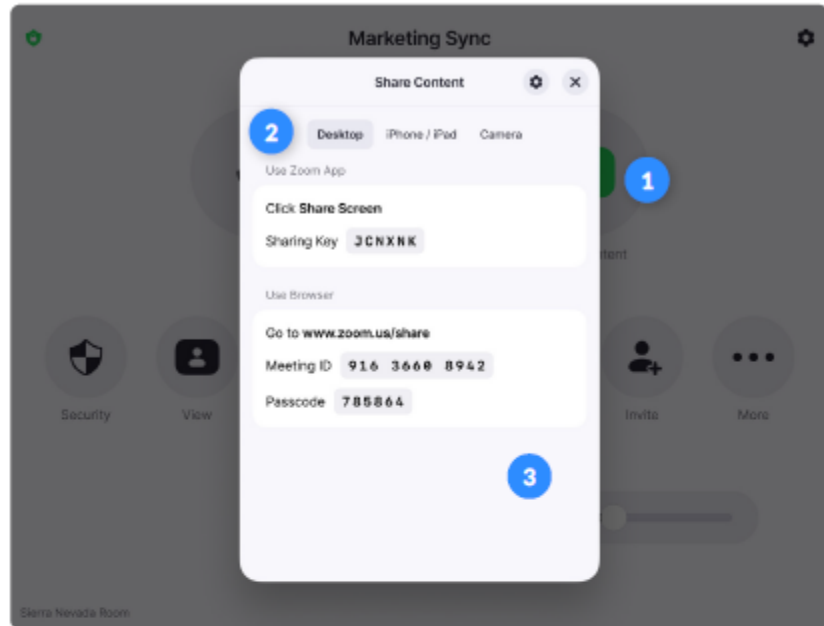 Marketing Sync
Share Content
2
Desktop iPhone / iPad Camera
1
Use Zoom App
Click Share Screen
Sharing Key JCNXNK
tent
Use Browser
Go to www.zoom.us/share
Meeting ID 916 3660 8942
Passcode 785864
Security View Invite More
3
Sierra Nevada Room